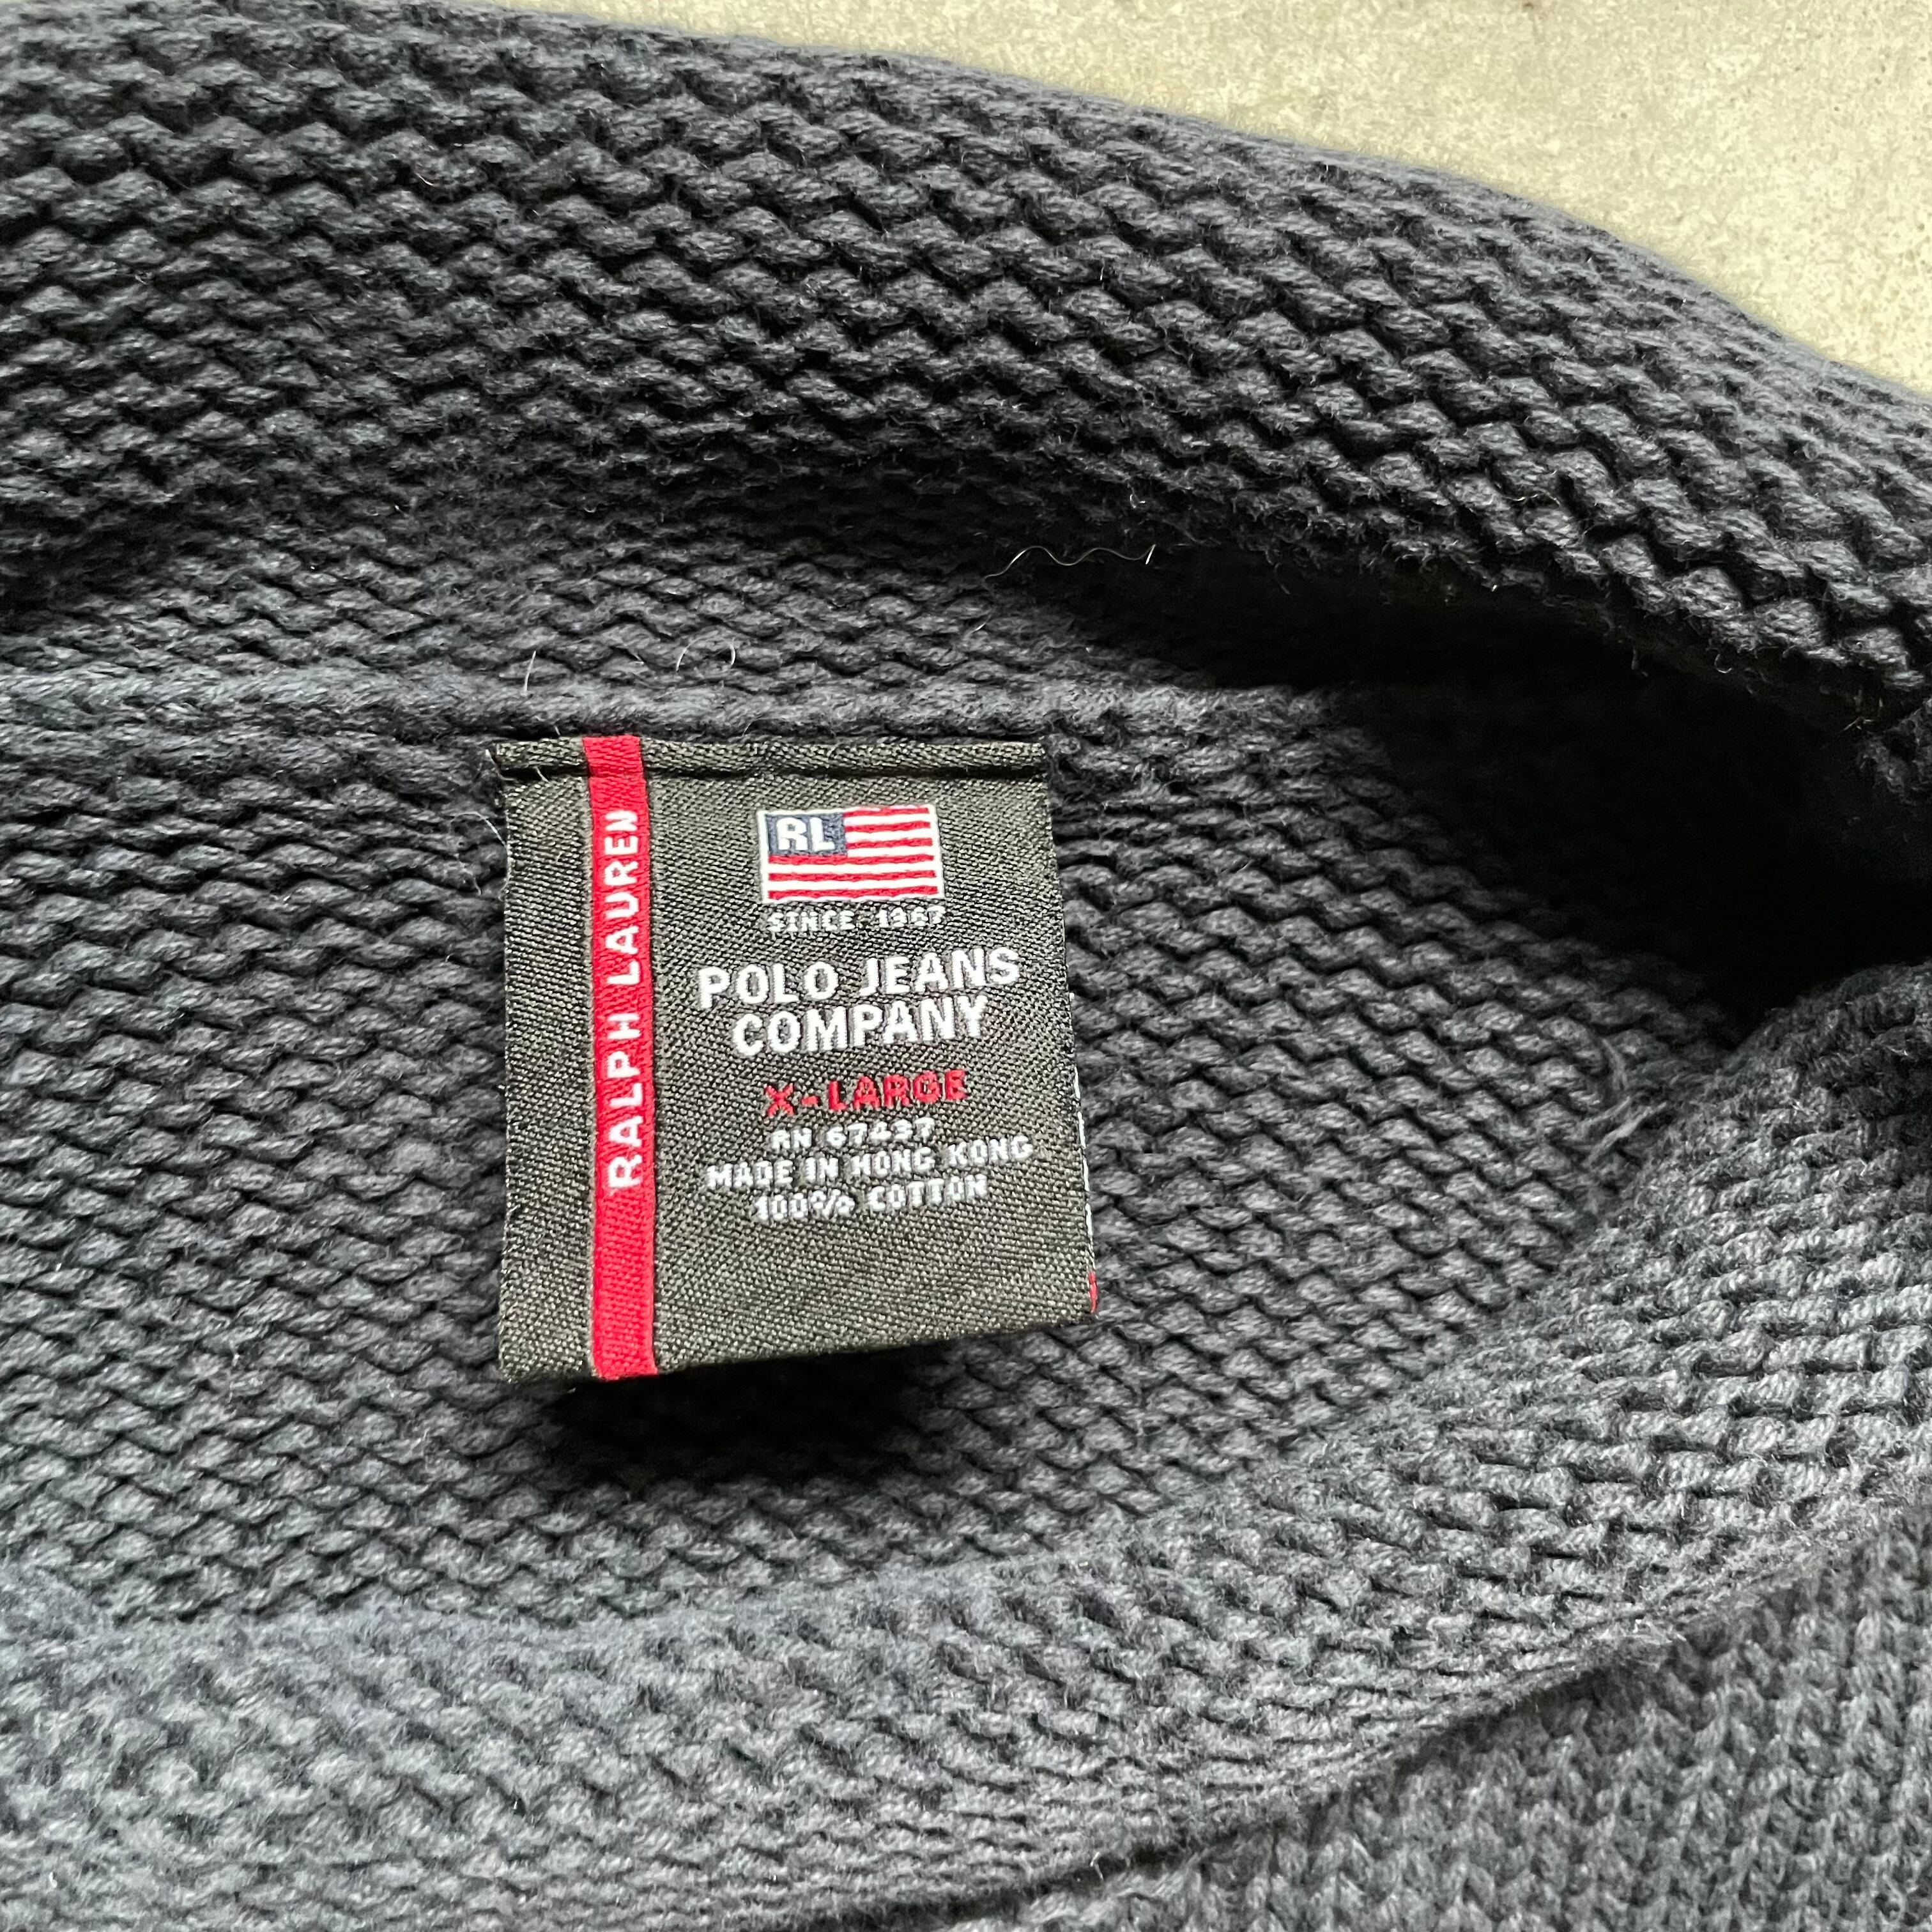 RALPH LAUREN
RL
SINCE 1967
POLO JEANS
COMPANY
X-LARGE
RN 67437
MADE IN HONG KONG
100% COTTON